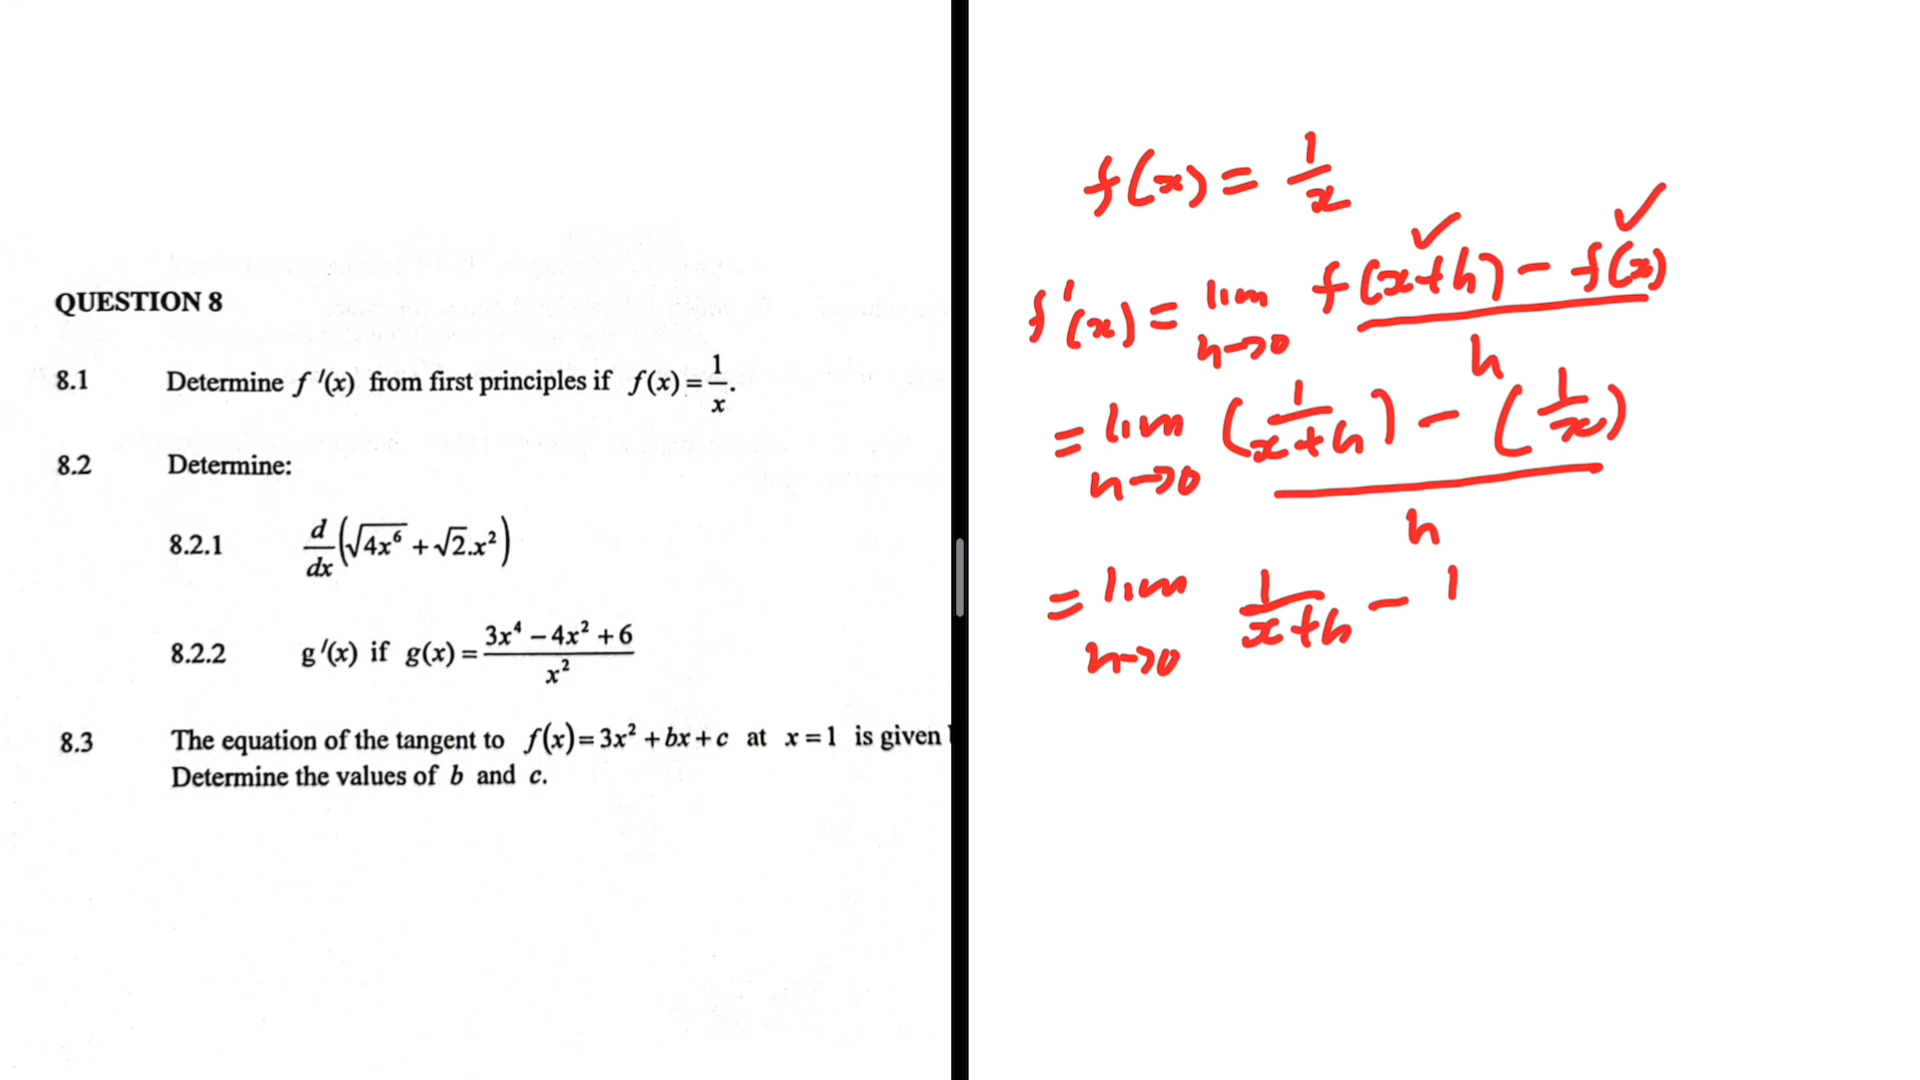 QUESTION 8
8.1 Determine f '(x) from first principles if f(x) = 1/x.
8.2 Determine:
8.2.1 d/dx (√4x⁶ + √2.x²)
8.2.2 g'(x) if g(x) = (3x⁴ − 4x² + 6)/x²
8.3 The equation of the tangent to f(x) = 3x² + bx + c at x = 1 is given
Determine the values of b and c.
f(x) = 1/x
f'(x) = lim h→0 (f(x+h) − f(x))/h
= lim h→0 ((1/(x+h)) − (1/x))/h
= lim h→0 1/(x+h) − 1